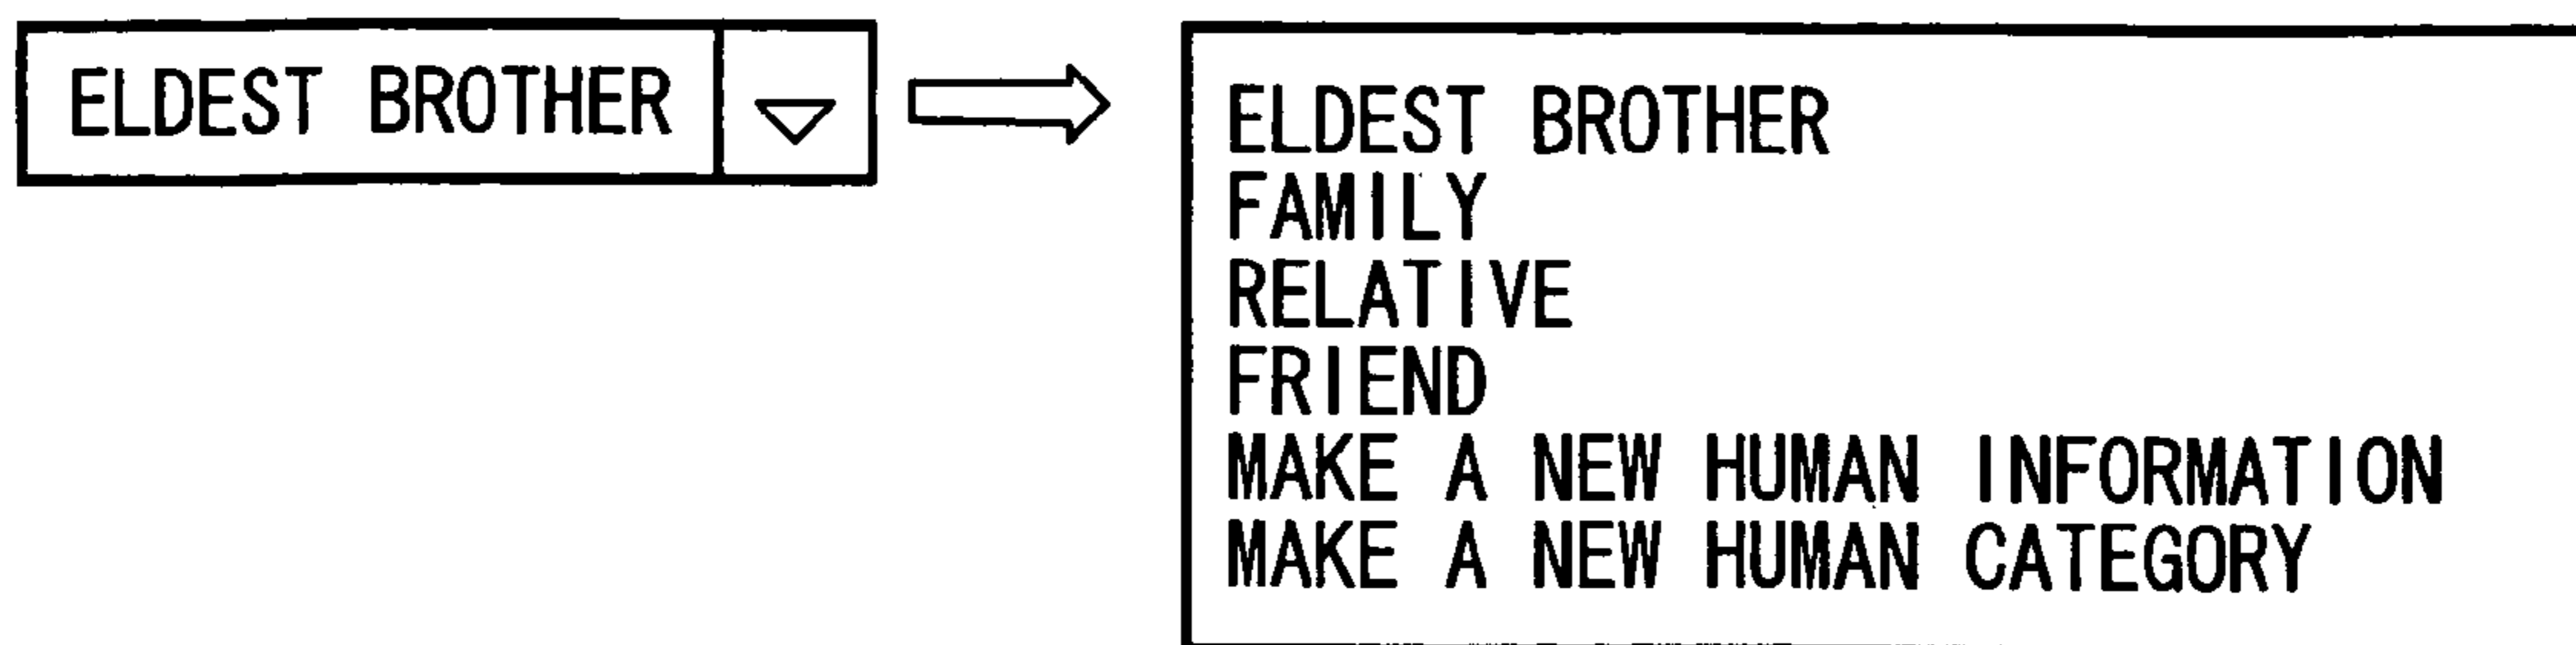 ELDEST BROTHER
ELDEST BROTHER
FAMILY
RELATIVE
FRIEND
MAKE A NEW HUMAN INFORMATION
MAKE A NEW HUMAN CATEGORY